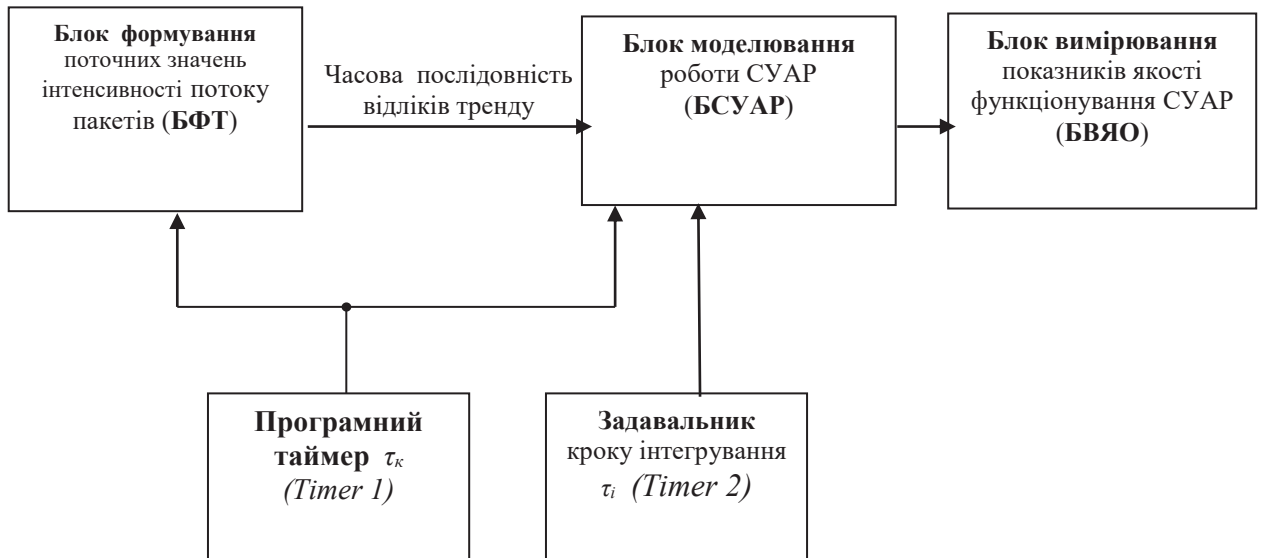 Блок формування
поточних значень
інтенсивності потоку
пакетів (БФТ)
Часова послідовність
відліків тренду
Блок моделювання
роботи СУАР
(БСУАР)
Блок вимірювання
показників якості
функціонування СУАР
(БВЯО)
Програмний
таймер τк
(Timer 1)
Задавальник
кроку інтегрування
τi (Timer 2)